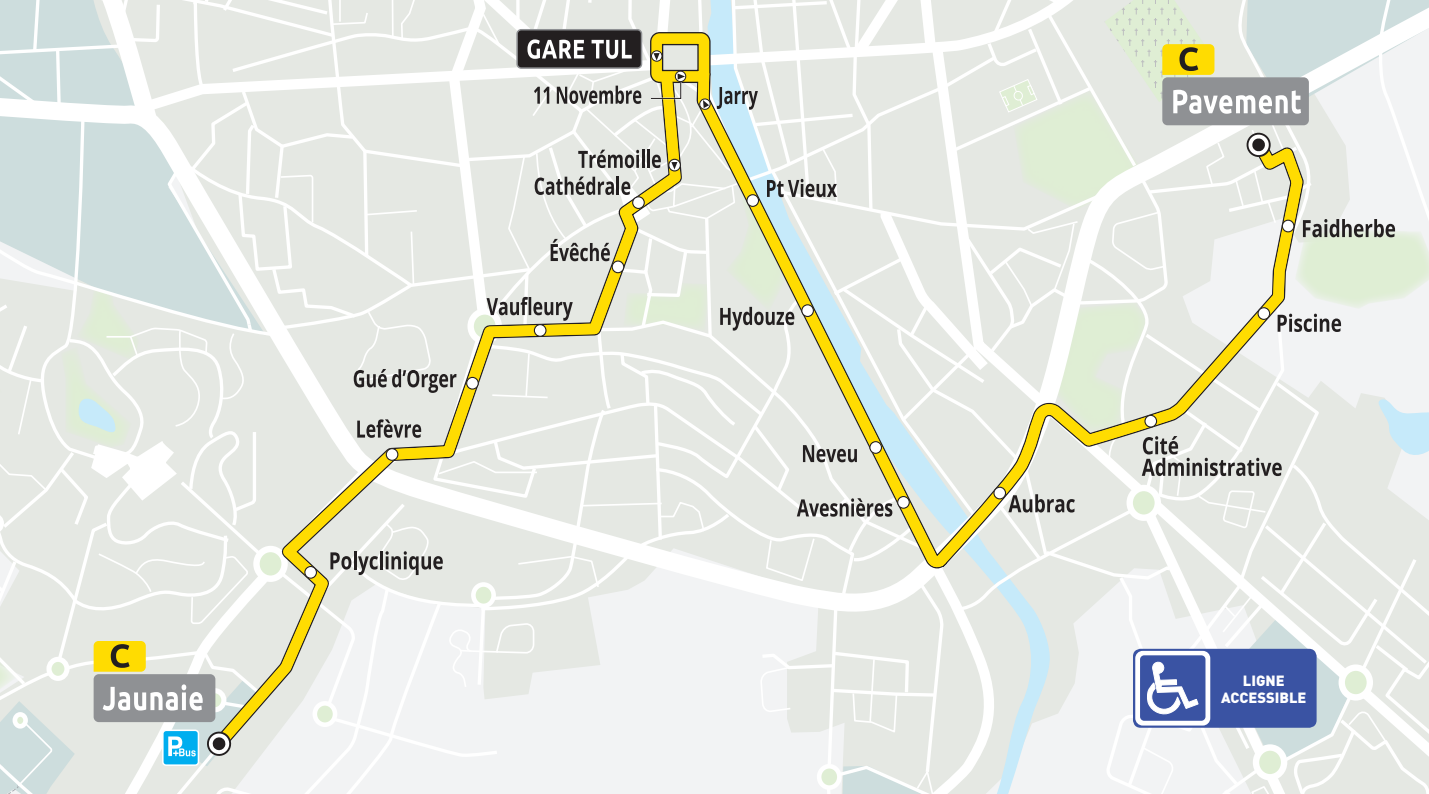 GARE TUL
11 Novembre
Jarry
C
Pavement
Trémoille
Cathédrale
Pt Vieux
Évêché
Faidherbe
Vaufleury
Hydouze
Piscine
Gué d'Orger
Lefèvre
Neveu
Cité
Administrative
Avesnières
Aubrac
Polyclinique
C
Jaunaie
P
+Bus
LIGNE
ACCESSIBLE